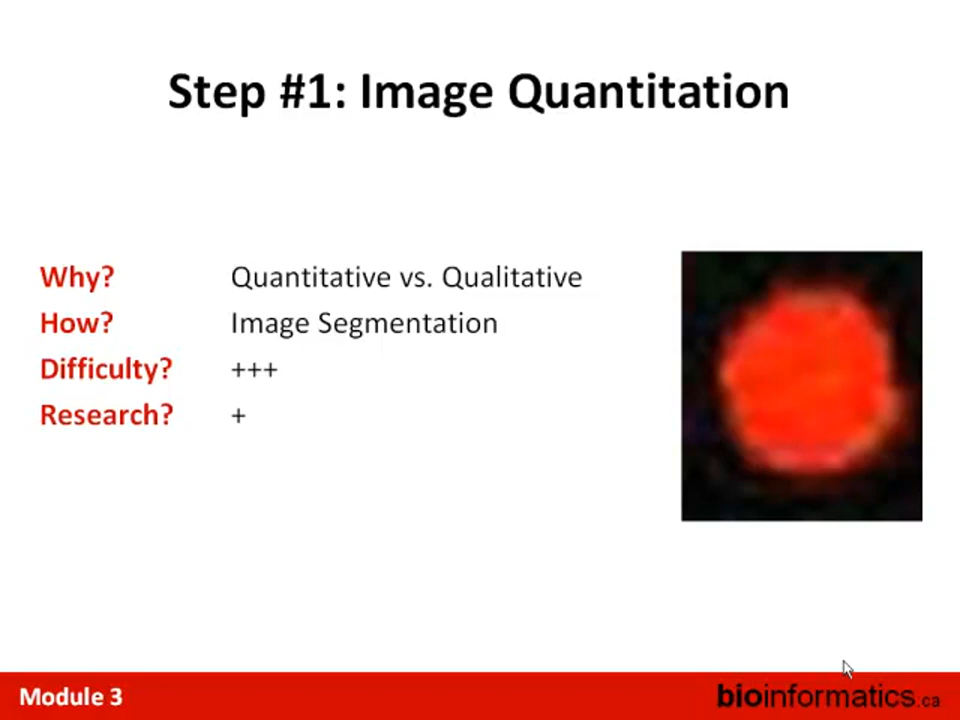 Step #1: Image Quantitation
Why? Quantitative vs. Qualitative
How? Image Segmentation
Difficulty? +++
Research? +
Module 3
bioinformatics.ca